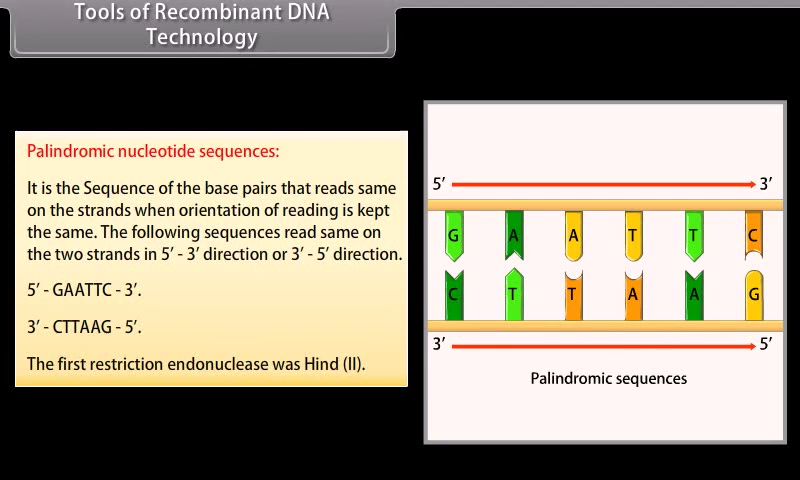 Tools of Recombinant DNA
Technology
Palindromic nucleotide sequences:
It is the Sequence of the base pairs that reads same
on the strands when orientation of reading is kept
the same. The following sequences read same on
the two strands in 5' - 3' direction or 3' - 5' direction.
5' - GAATTC - 3'.
3' - CTTAAG - 5'.
The first restriction endonuclease was Hind (II).
5' 3'
G A A T T C
C T T A A G
3' 5'
Palindromic sequences